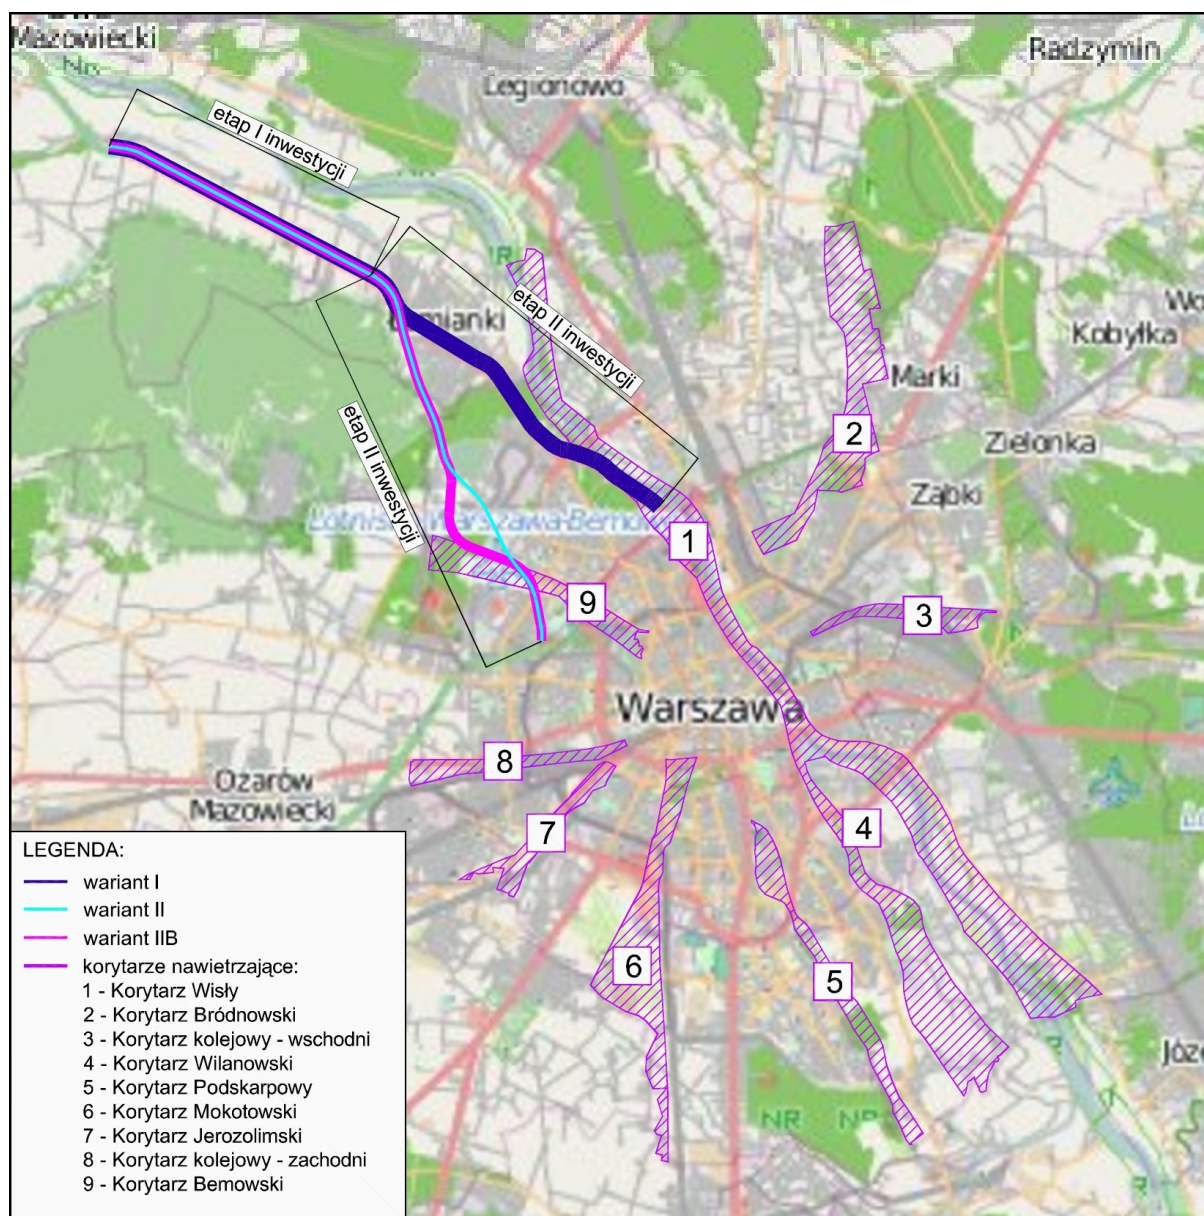 Mazowiecki
Radzymin
Legionowo
etap I inwestycji
etap II inwestycji
NR
Kobyłka
Marki
2
Zielonka
Ząbki
etap II inwestycji
1
9
3
Warszawa
8
Ożarów
Mazowiecki
7
4
6
5
NR
LEGENDA:
wariant I
wariant II
wariant IIB
korytarze nawietrzające:
1 - Korytarz Wisły
2 - Korytarz Bródnowski
3 - Korytarz kolejowy - wschodni
4 - Korytarz Wilanowski
5 - Korytarz Podskarpowy
6 - Korytarz Mokotowski
7 - Korytarz Jerozolimski
8 - Korytarz kolejowy - zachodni
9 - Korytarz Bemowski